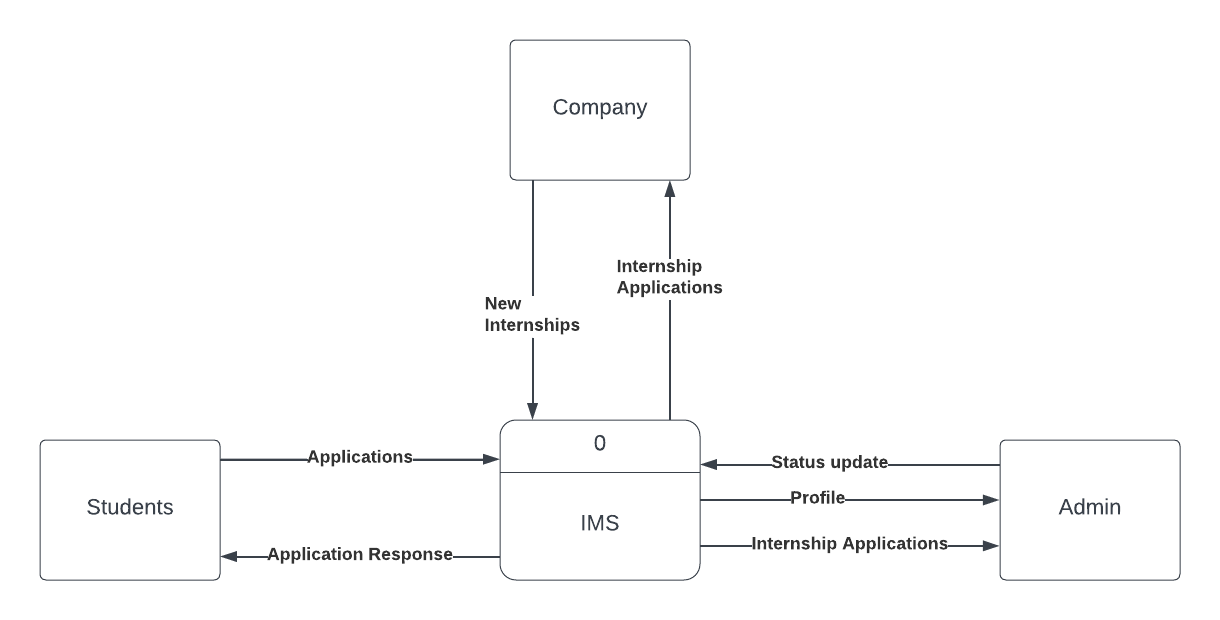 Company
Internship
Applications
New
Internships
0
Applications
Status update
Students
Profile
Admin
IMS
Application Response
Internship Applications